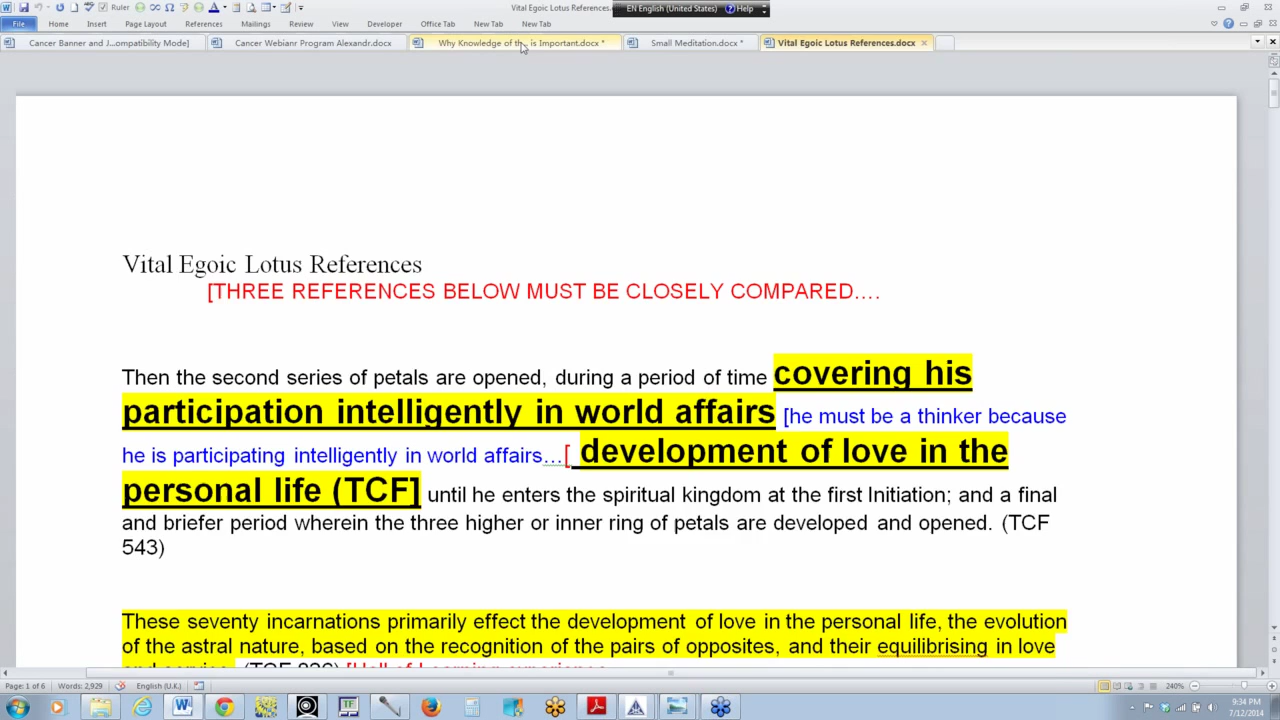 Vital Egoic Lotus References.
EN English (United States) Help
Ruler
File Home Insert Page Layout References Mailings Review View Developer Office Tab New Tab New Tab
Cancer Banner and J...ompatibility Mode] Cancer Webianr Program Alexandr.docx Why Knowledge of th... is Important.docx * Small Meditation.docx * Vital Egoic Lotus References.docx
Vital Egoic Lotus References
[THREE REFERENCES BELOW MUST BE CLOSELY COMPARED….
Then the second series of petals are opened, during a period of time covering his
participation intelligently in world affairs [he must be a thinker because
he is participating intelligently in world affairs…[ development of love in the
personal life (TCF] until he enters the spiritual kingdom at the first Initiation; and a final
and briefer period wherein the three higher or inner ring of petals are developed and opened. (TCF
543)
These seventy incarnations primarily effect the development of love in the personal life, the evolution
of the astral nature, based on the recognition of the pairs of opposites, and their equilibrising in love
Page: 1 of 6 Words: 2,929 English (U.K.) 240%
9:34 PM
7/12/2014